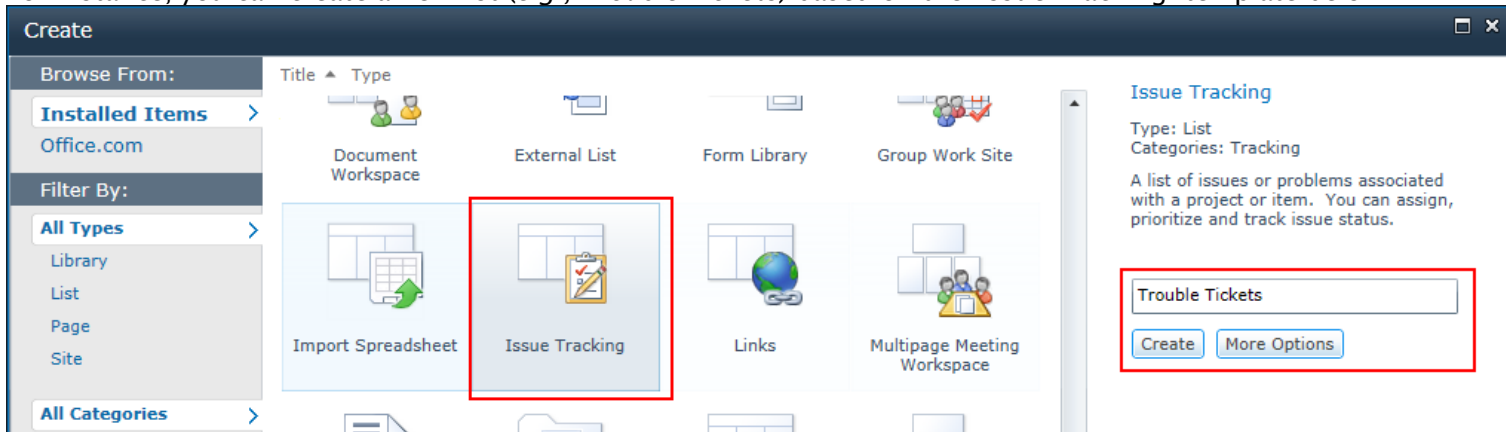 Create
Browse From:
Installed Items
Office.com
Filter By:
All Types
Library
List
Page
Site
All Categories
Title Type
Document
Workspace
External List
Form Library
Group Work Site
Import Spreadsheet
Issue Tracking
Links
Multipage Meeting
Workspace
Issue Tracking
Type: List
Categories: Tracking
A list of issues or problems associated
with a project or item. You can assign,
prioritize and track issue status.
Trouble Tickets
Create More Options